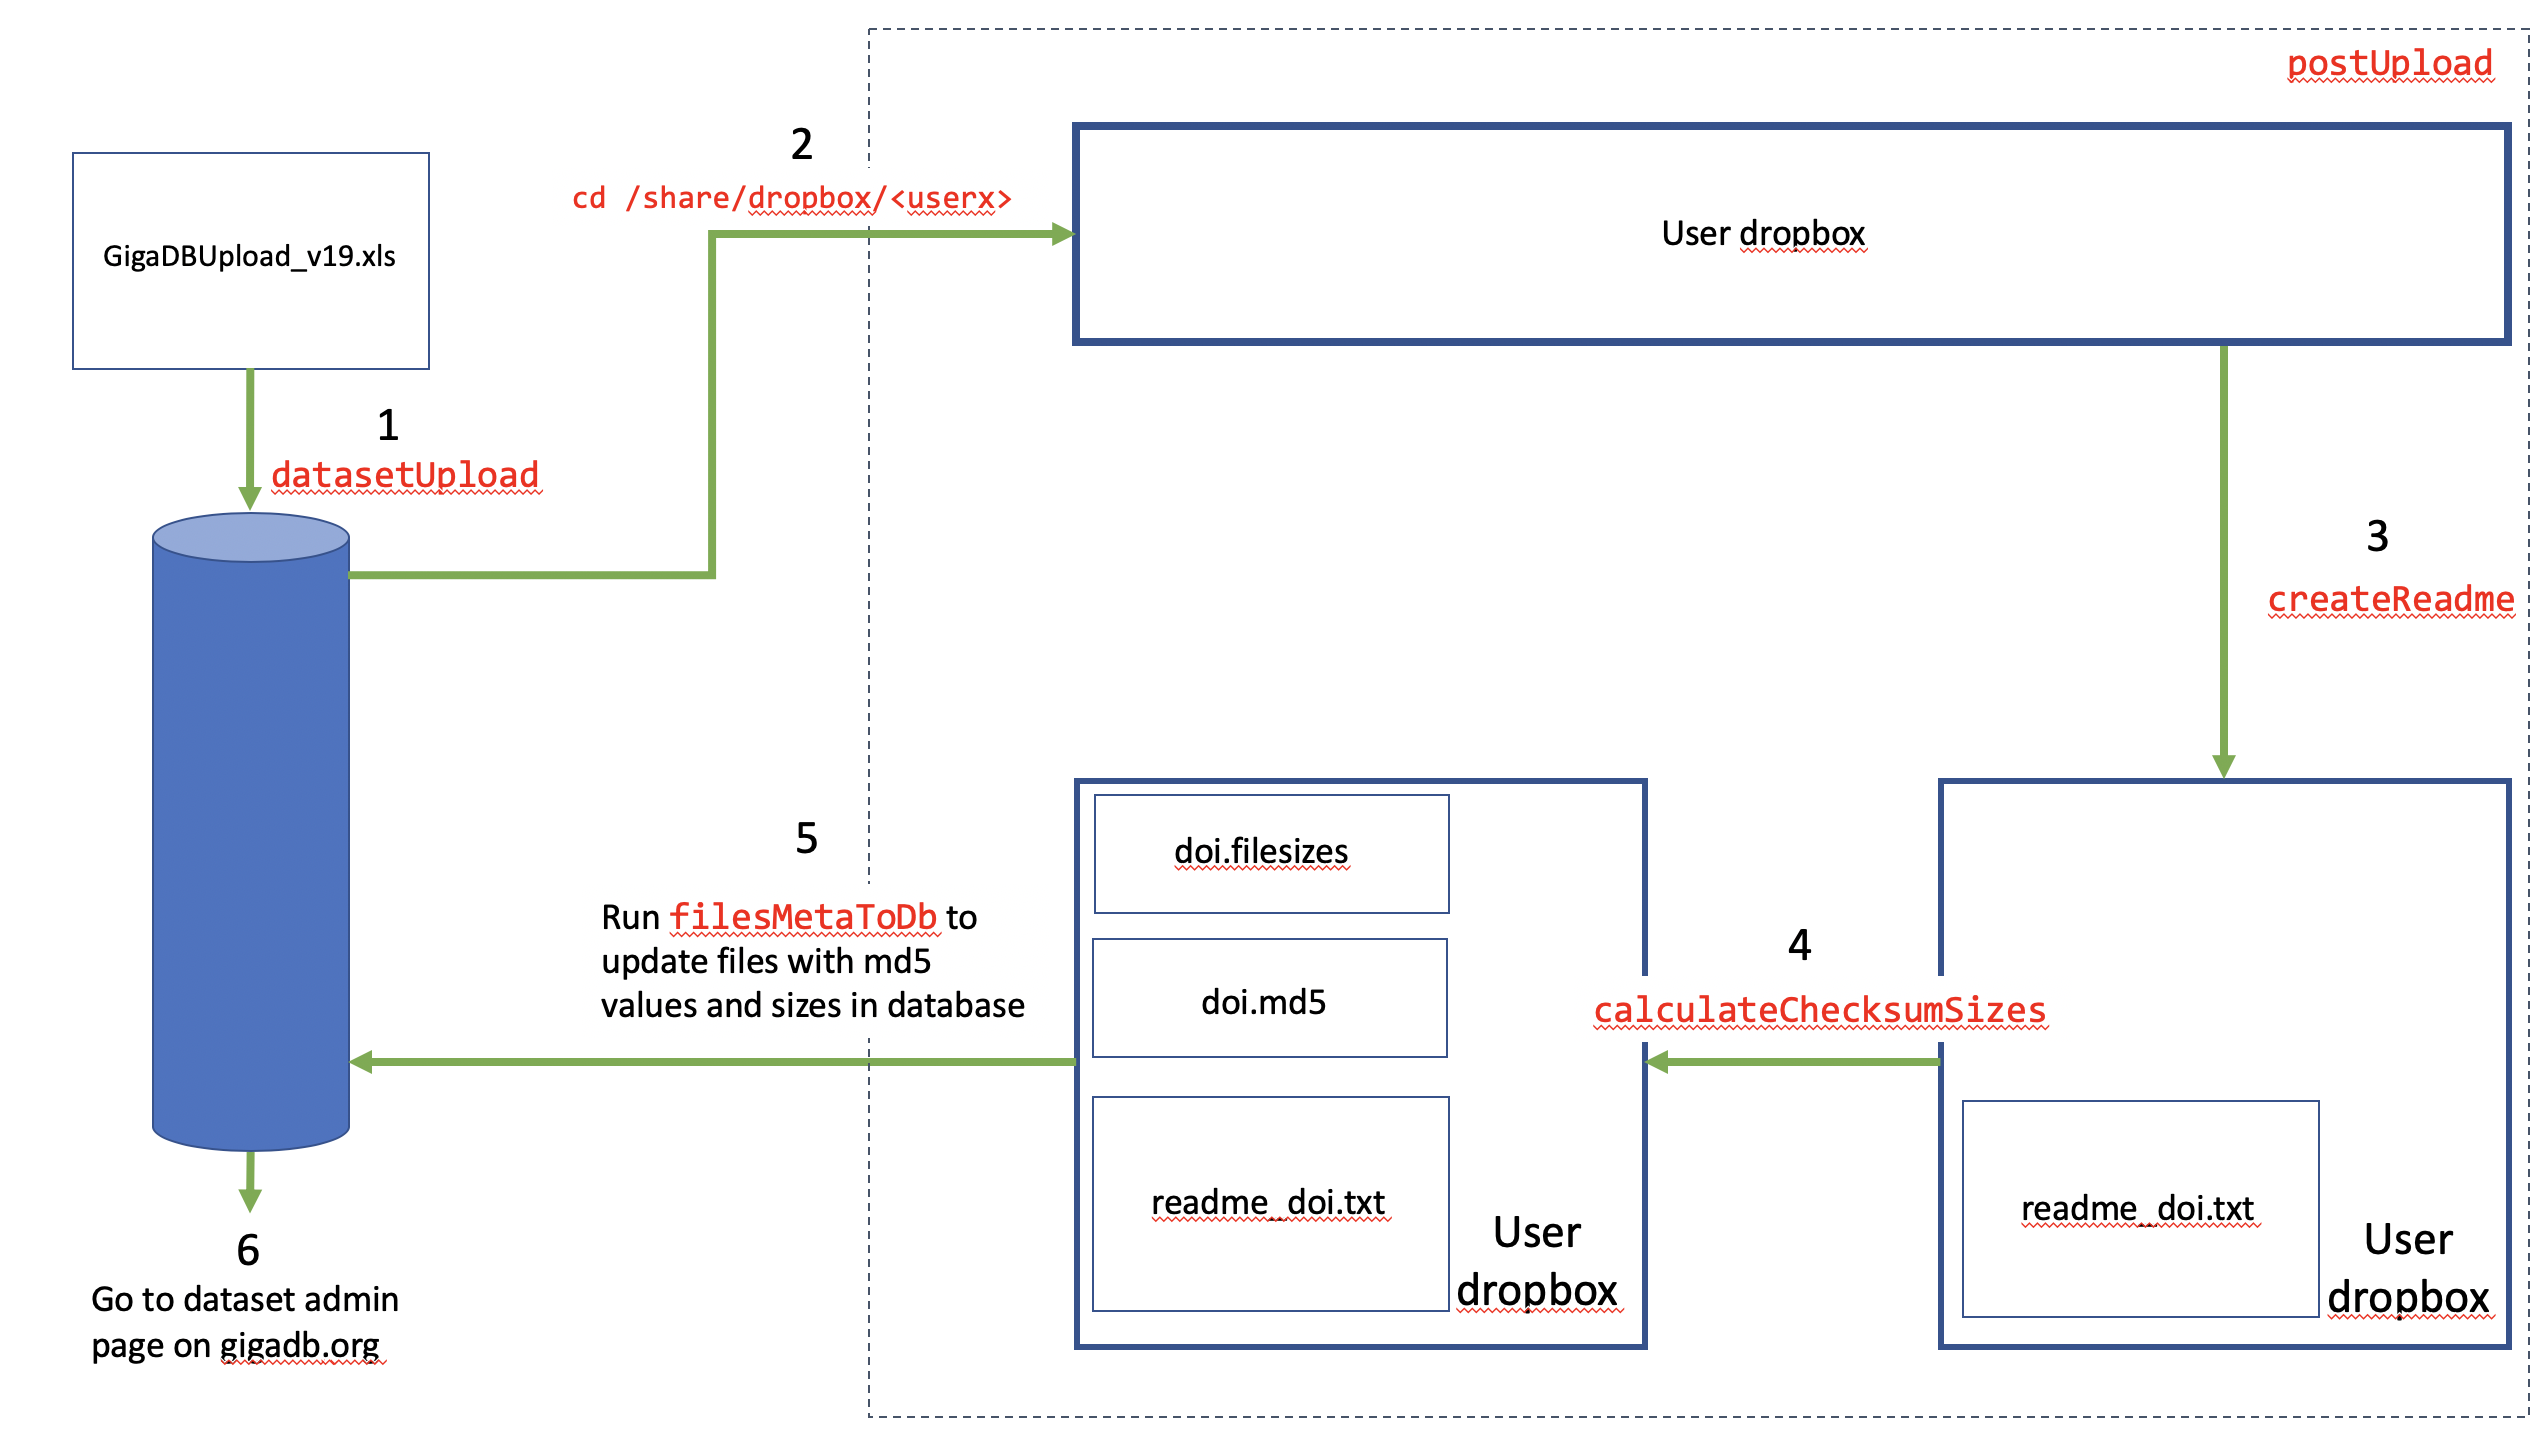 postUpload
GigaDBUpload_v19.xls
1
datasetUpload
2
cd /share/dropbox/<userx>
User dropbox
3
createReadme
readme_doi.txt
User
dropbox
4
calculateChecksumSizes
doi.filesizes
doi.md5
readme_doi.txt
User
dropbox
5
Run filesMetaToDb to
update files with md5
values and sizes in database
6
Go to dataset admin
page on gigadb.org